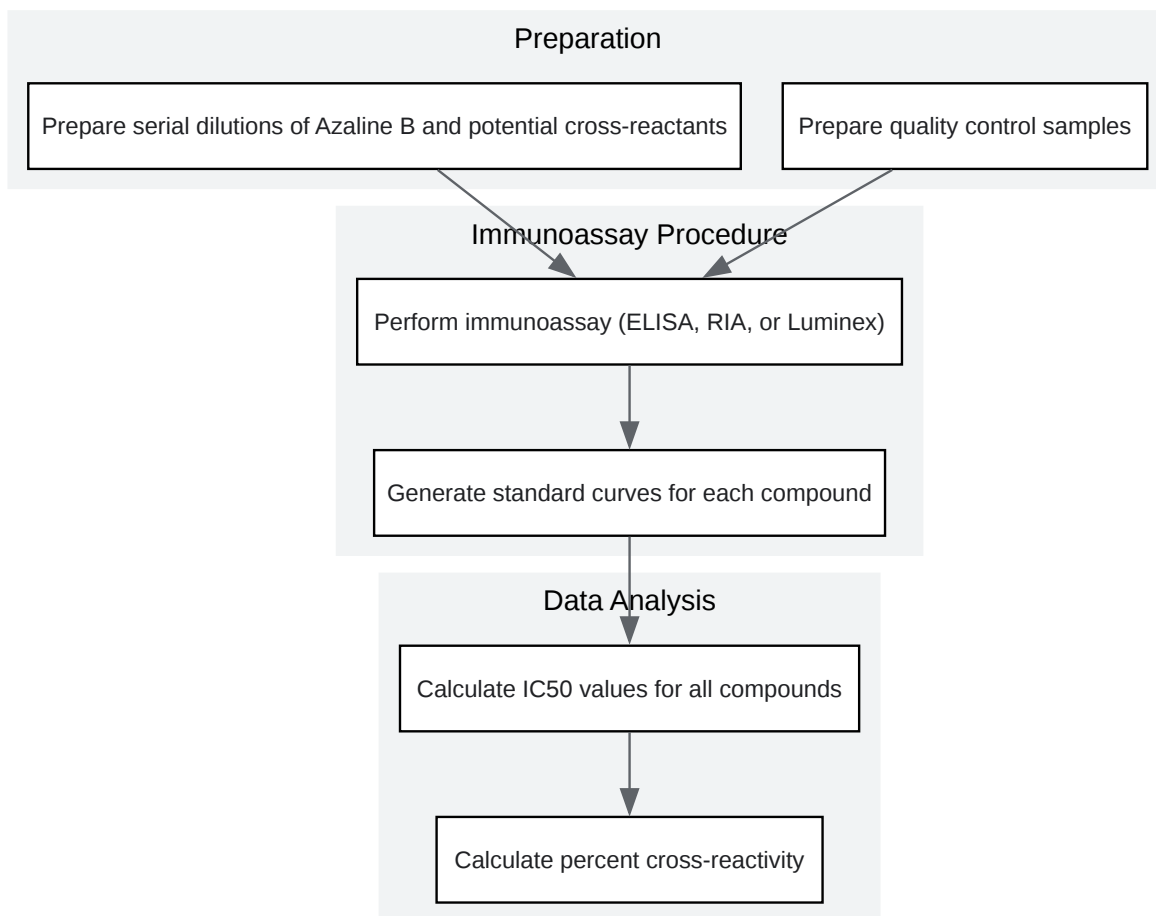 Preparation
Prepare serial dilutions of Azaline B and potential cross-reactants
Prepare quality control samples
Immunoassay Procedure
Perform immunoassay (ELISA, RIA, or Luminex)
Generate standard curves for each compound
Data Analysis
Calculate IC50 values for all compounds
Calculate percent cross-reactivity